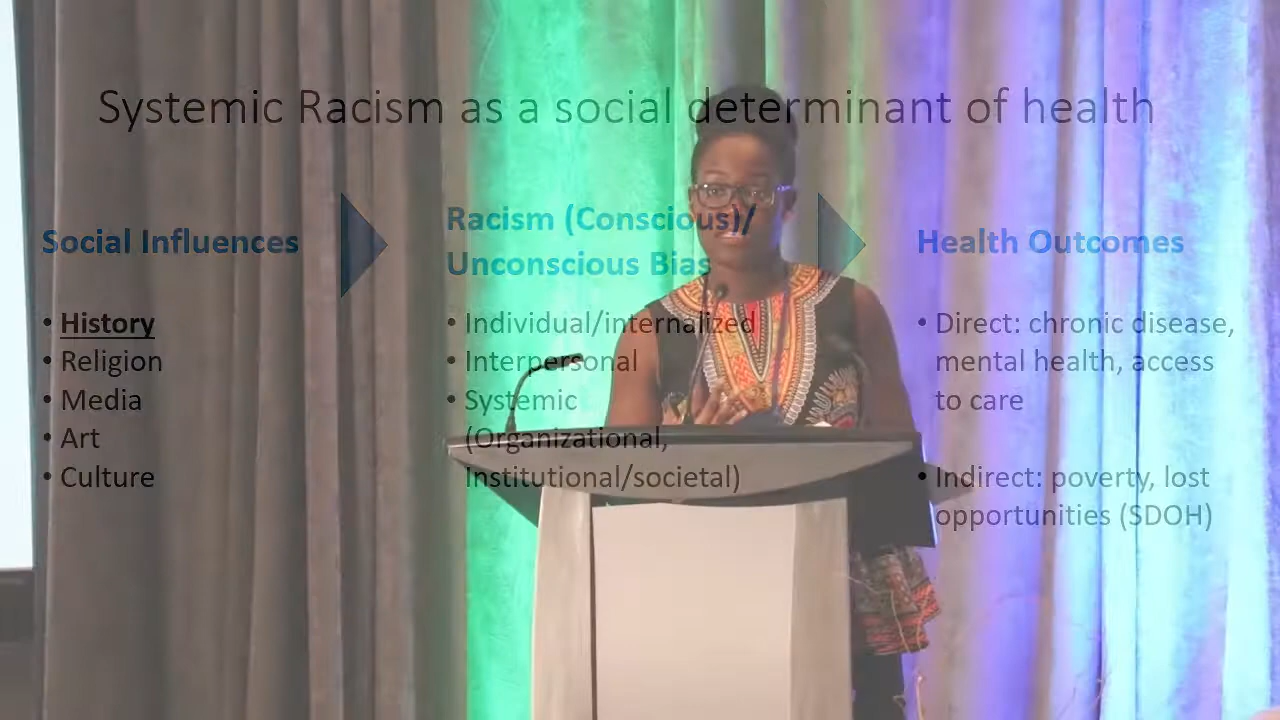 Systemic Racism as a social determinant of health
Social Influences
• History
• Religion
• Media
• Art
• Culture
Racism (Conscious)/
Unconscious Bias
• Individual/internalized
• Interpersonal
• Systemic
(Organizational,
Institutional/societal)
Health Outcomes
• Direct: chronic disease,
mental health, access
to care
• Indirect: poverty, lost
opportunities (SDOH)